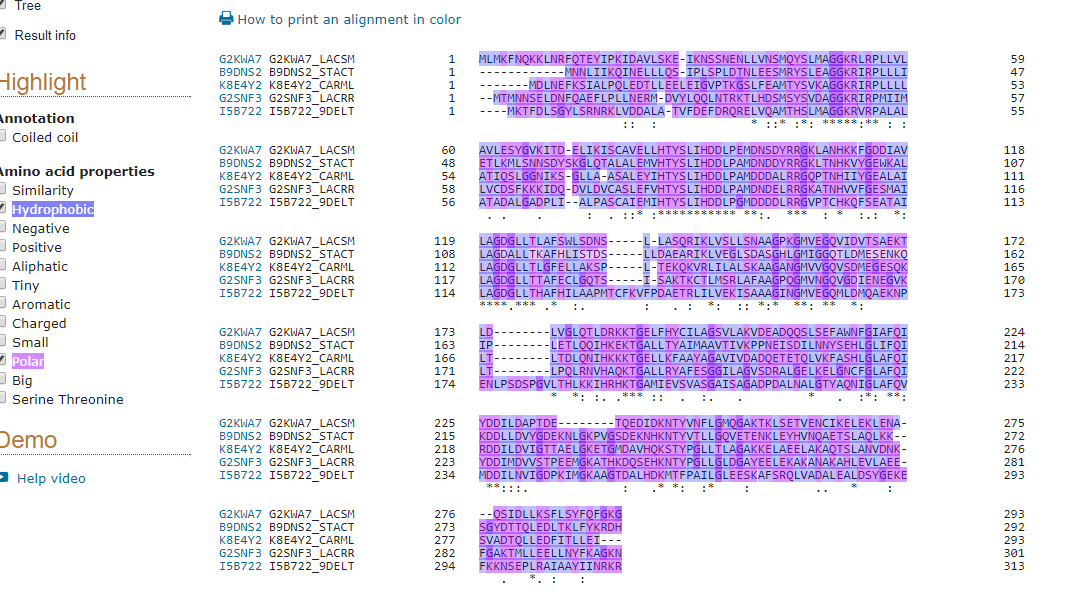 Tree
Result info
Highlight
Annotation
Coiled coil
Amino acid properties
Similarity
Hydrophobic
Negative
Positive
Aliphatic
Tiny
Aromatic
Charged
Small
Polar
Big
Serine Threonine
Demo
Help video
How to print an alignment in color
G2KWA7 G2KWA7_LACSM 1 MLMKFNQKKLNRFQTEYIPKIDAVLSKE-IKNSSNENLLVNSMQYSLMAGGKRLRPLLVL 59
B9DNS2 B9DNS2_STACT 1 ------------MNNLIIKQINELLLQS-IPLSPLDTNLEESMRYSLEAGGKRIRPLLLI 47
K8E4Y2 K8E4Y2_CARML 1 -------MDLNEFKSIALPQLEDTLLEELEIGVPTKGSLFEAMTYSVKAGGKRIRPLLLL 53
G2SNF3 G2SNF3_LACRR 1 --MTMNNSELDNFQAEFLPLLNERM-DVYLQQLNTRKTLHDSMSYSVDAGGKRIRPMIIM 57
I5B722 I5B722_9DELT 1 ----MKTFDLSGYLSRNRKLVDDALA-TVFDEFDRQRELVQAMTHSLMAGGKRVRPALAL 55
:: : * ::* :*: *****:** : :
G2KWA7 G2KWA7_LACSM 60 AVLESYGVKITD-ELIKISCAVELLHTYSLIHDDLPEMDNSDYRRGKLANHKKFGDDIAV 118
B9DNS2 B9DNS2_STACT 48 ETLKMLSNNSDYSKGLQTALALEMVHTYSLIHDDLPAMDNDDYRRGKLTNHKVYGEWKAL 107
K8E4Y2 K8E4Y2_CARML 54 ATIQSLGGNIKS-GLLA-ASALEYIHTYSLIHDDLPAMDDDALRRGQPTNHIIYGEALAI 111
G2SNF3 G2SNF3_LACRR 58 LVCDSFKKKIDQ-DVLDVCASLEFVHTYSLIHDDLPAMDNDELRRGKATNHVVFGESMAI 116
I5B722 I5B722_9DELT 56 ATADALGADPLI--ALPASCAIEMIHTYSLIHDDLPGMDDDDLRRGVPTCHKQFSEATAI 113
. . . : . ::* :*********** **:. *** : * :.: *:
G2KWA7 G2KWA7_LACSM 119 LAGDGLLTLAFSWLSDNS-----L-LASQRIKLVSLLSNAAGPKGMVEGQVIDVTSAEKT 172
B9DNS2 B9DNS2_STACT 108 LAGDALLTKAFHLISTDS-----LLDAEARIKLVEGLSDASGHLGMIGGQTLDMESENKQ 162
K8E4Y2 K8E4Y2_CARML 112 LAGDGLLTLGFELLAKSP-----L-TEKQKVRLILALSKAAGANGMVVGQVSDMEGESQK 165
G2SNF3 G2SNF3_LACRR 117 LAGDGLLTTAFECLGQTS-----I-SAKTKCTLMSRLAFAAGPQGMVNGQVGDIENEGVK 170
I5B722 I5B722_9DELT 114 LAGDGLLTHAFHILAAPMTCFKVFPDAETRLILVEKISAAAGINGMVEGQMLDMQAEKNP 173
****.*** .* :. : . : *: :: *:* **: ** *:
G2KWA7 G2KWA7_LACSM 173 LD-------LVGLQTLDRKKTGELFHYCILAGSVLAKVDEADQQSLSEFAWNFGIAFQI 224
B9DNS2 B9DNS2_STACT 163 IP--------LETLQQIHKEKTGALLTYAIMAAVTIVKPPNEISDILNNYSEHLGLIFQI 214
K8E4Y2 K8E4Y2_CARML 166 LT--------LTDLQNIHKKKTGELLKFAAYAGAVIVDADQETETQLVKFASHLGLAFQI 217
G2SNF3 G2SNF3_LACRR 171 LT--------LPQLRNVHAQKTGALLRYAFESGGILAGVSDRALGELKELGNCFGLAFQI 222
I5B722 I5B722_9DELT 174 ENLPSDSPGVLTHLKKIHRHKTGAMIEVSVASGAISAGADPDALNALGTYAQNIGLAFQV 233
* *: :. .*** :: . :. . * . :*: **:
G2KWA7 G2KWA7_LACSM 225 YDDILDAPTDE--------TQEDIDKNTYVNFLGMQGAKTKLSETVENCIKELEKLENA- 275
B9DNS2 B9DNS2_STACT 215 KDDLLDVYGDEKNLGKPVGSDEKNHKNTYVTLLGQVETENKLEYHVNQAETSLAQLKK-- 272
K8E4Y2 K8E4Y2_CARML 218 RDDILDVIGTTAELGKETGMDAVHQKSTYPGLLTLAGAKKELAEELAKAQTSLANVDNK- 276
G2SNF3 G2SNF3_LACRR 223 YDDIMDVVSTPEEMGKATHKDQSEHKNTYPGLLGLDGAYEELEKAKANAKAHLEVLAEE- 281
I5B722 I5B722_9DELT 234 MDDILNVIGDPKIMGKAAGTDALHDKMTFPAILGLEESKAFSRQLVADALEALDSYGEKE 293
**:::. : .* *: :* : .. * :
G2KWA7 G2KWA7_LACSM 276 --QSIDLLKSFLSYFQFGKG 293
B9DNS2 B9DNS2_STACT 273 SGYDTTQLEDLTKLFYKRDH 292
K8E4Y2 K8E4Y2_CARML 277 SVADTQLLEDFITLLEI--- 293
G2SNF3 G2SNF3_LACRR 282 FGAKTMLLEELLNYFKAGKN 301
I5B722 I5B722_9DELT 294 FKKNSEPLRAIAAYIINRKR 313
. *. : :